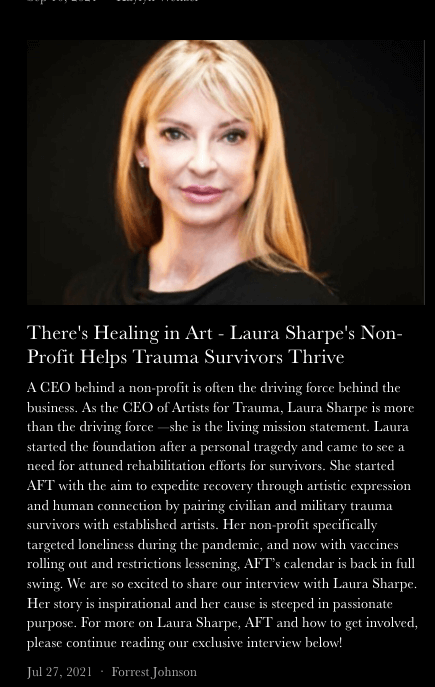 There's Healing in Art - Laura Sharpe's Non-
Profit Helps Trauma Survivors Thrive
A CEO behind a non-profit is often the driving force behind the
business. As the CEO of Artists for Trauma, Laura Sharpe is more
than the driving force —she is the living mission statement. Laura
started the foundation after a personal tragedy and came to see a
need for attuned rehabilitation efforts for survivors. She started
AFT with the aim to expedite recovery through artistic expression
and human connection by pairing civilian and military trauma
survivors with established artists. Her non-profit specifically
targeted loneliness during the pandemic, and now with vaccines
rolling out and restrictions lessening, AFT's calendar is back in full
swing. We are so excited to share our interview with Laura Sharpe.
Her story is inspirational and her cause is steeped in passionate
purpose. For more on Laura Sharpe, AFT and how to get involved,
please continue reading our exclusive interview below!
Jul 27, 2021 · Forrest Johnson